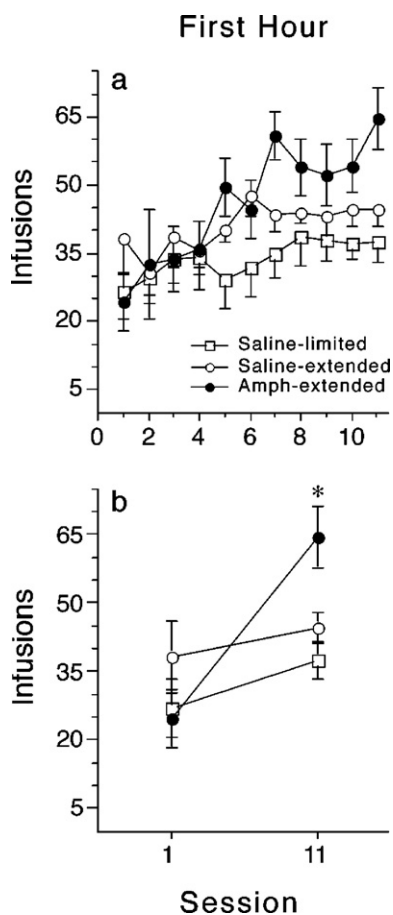 First Hour
a
Infusions
65
50
35
20
5
Saline-limited
Saline-extended
Amph-extended
0 2 4 6 8 10
b
*
Infusions
65
50
35
20
5
1 11
Session